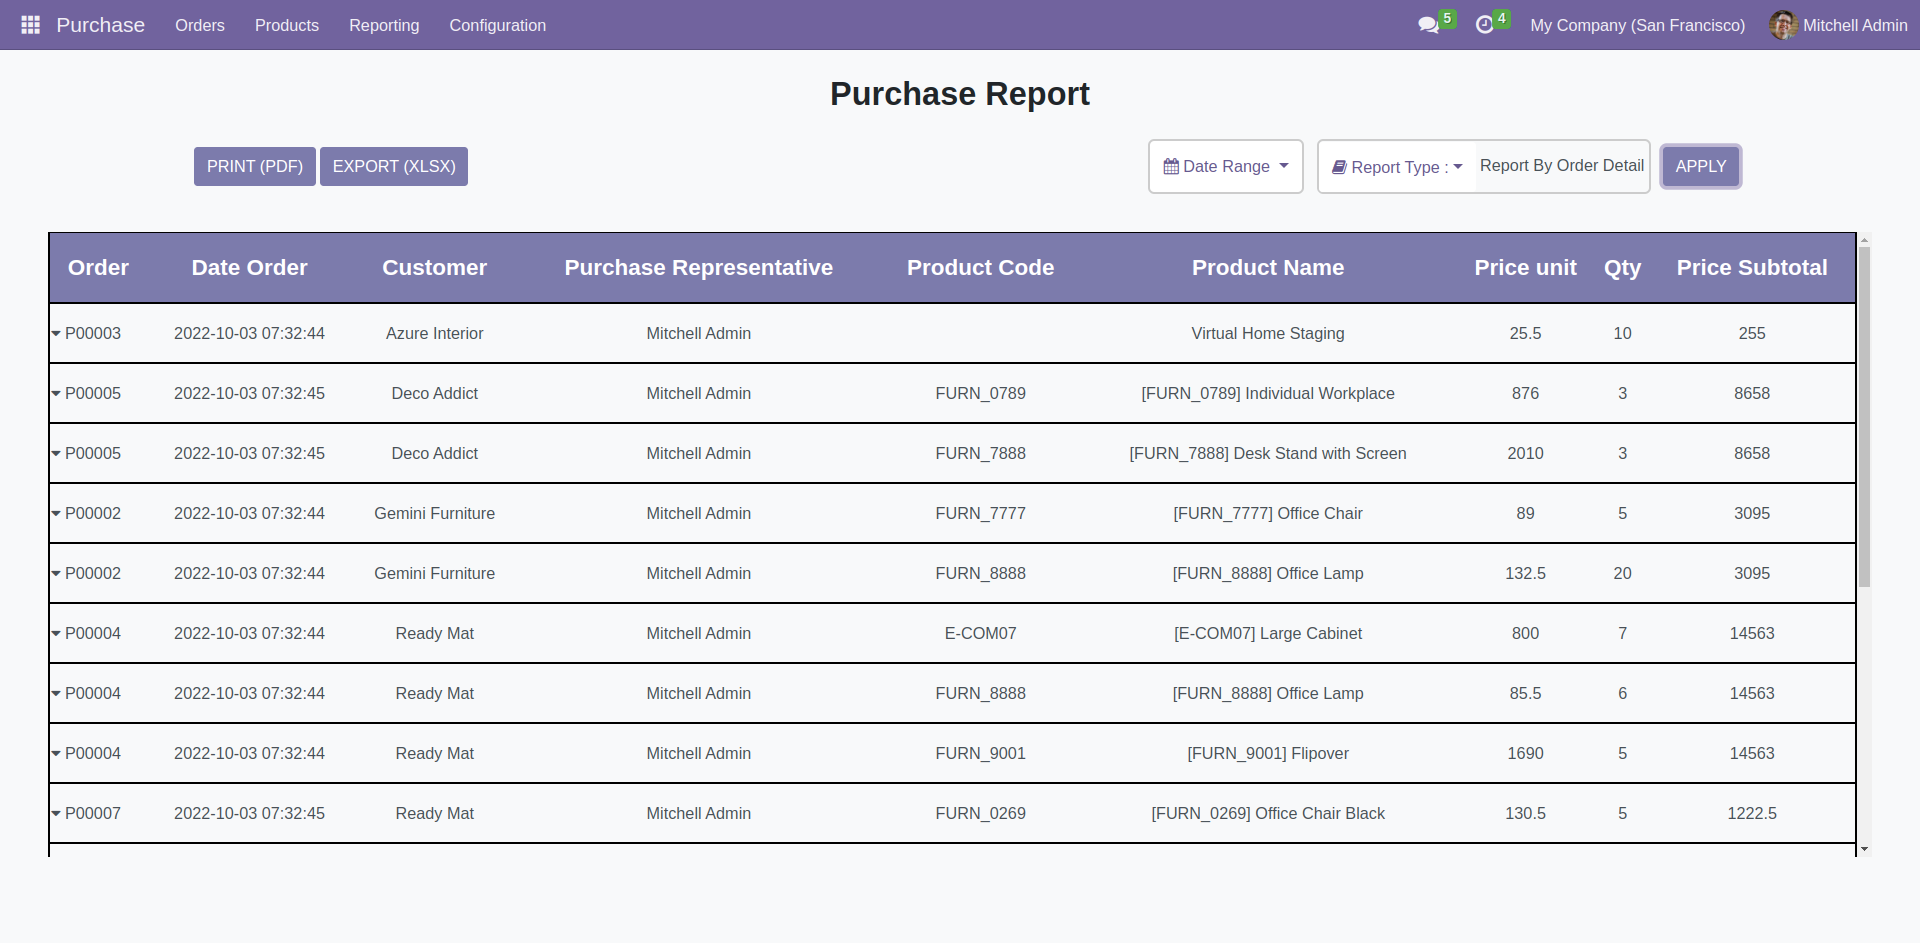 Purchase Orders Products Reporting Configuration 5 4 My Company (San Francisco) Mitchell Admin
Purchase Report
PRINT (PDF) EXPORT (XLSX) Date Range Report Type : Report By Order Detail APPLY
Order Date Order Customer Purchase Representative Product Code Product Name Price unit Qty Price Subtotal
P00003 2022-10-03 07:32:44 Azure Interior Mitchell Admin Virtual Home Staging 25.5 10 255
P00005 2022-10-03 07:32:45 Deco Addict Mitchell Admin FURN_0789 [FURN_0789] Individual Workplace 876 3 8658
P00005 2022-10-03 07:32:45 Deco Addict Mitchell Admin FURN_7888 [FURN_7888] Desk Stand with Screen 2010 3 8658
P00002 2022-10-03 07:32:44 Gemini Furniture Mitchell Admin FURN_7777 [FURN_7777] Office Chair 89 5 3095
P00002 2022-10-03 07:32:44 Gemini Furniture Mitchell Admin FURN_8888 [FURN_8888] Office Lamp 132.5 20 3095
P00004 2022-10-03 07:32:44 Ready Mat Mitchell Admin E-COM07 [E-COM07] Large Cabinet 800 7 14563
P00004 2022-10-03 07:32:44 Ready Mat Mitchell Admin FURN_8888 [FURN_8888] Office Lamp 85.5 6 14563
P00004 2022-10-03 07:32:44 Ready Mat Mitchell Admin FURN_9001 [FURN_9001] Flipover 1690 5 14563
P00007 2022-10-03 07:32:45 Ready Mat Mitchell Admin FURN_0269 [FURN_0269] Office Chair Black 130.5 5 1222.5